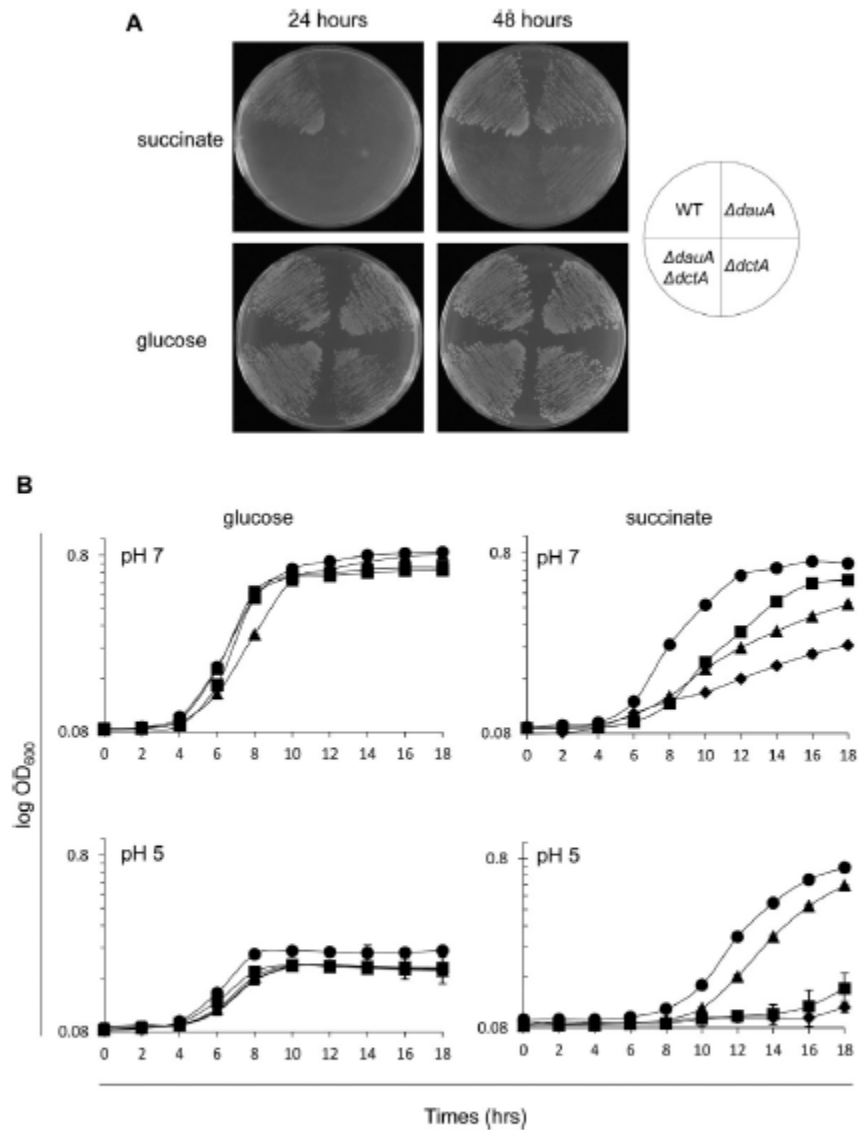 A
24 hours 48 hours
succinate
WT ΔdauA
ΔdauA
ΔdctA ΔdctA
glucose
B
glucose succinate
log OD600
0.8 pH 7 0.8 pH 7
0.08 0.08
0 2 4 6 8 10 12 14 16 18 0 2 4 6 8 10 12 14 16 18
0.8 pH 5 0.8 pH 5
0.08 0.08
0 2 4 6 8 10 12 14 16 18 0 2 4 6 8 10 12 14 16 18
Times (hrs)